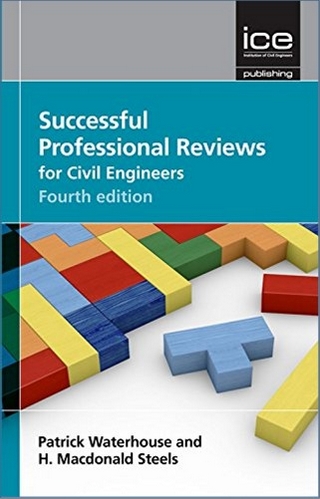 ice
Institution of Civil Engineers
publishing
Successful
Professional Reviews
for Civil Engineers
Fourth edition
Patrick Waterhouse and
H. Macdonald Steels